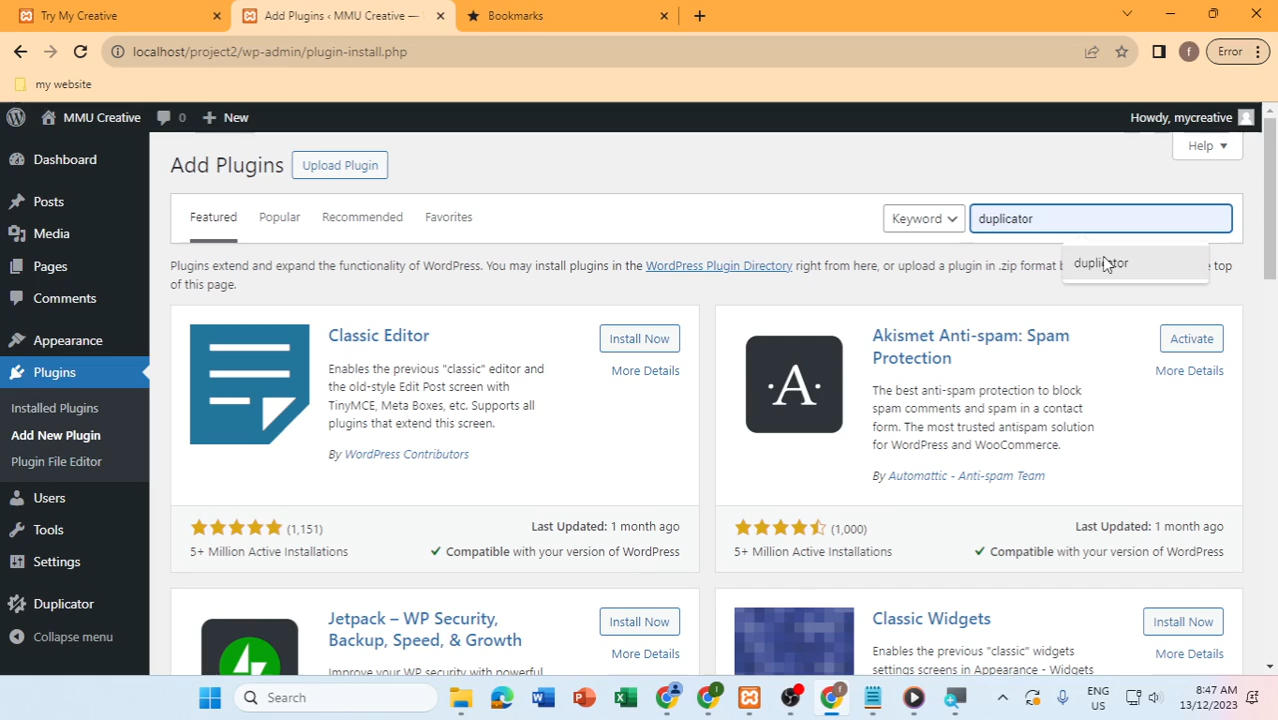 Try My Creative
Add Plugins ‹ MMU Creative —
Bookmarks
localhost/project2/wp-admin/plugin-install.php
f
Error
my website
MMU Creative
0
New
Howdy, mycreative
Dashboard
Posts
Media
Pages
Comments
Appearance
Plugins
Installed Plugins
Add New Plugin
Plugin File Editor
Users
Tools
Settings
Duplicator
Collapse menu
Help
Add Plugins
Upload Plugin
Featured
Popular
Recommended
Favorites
Keyword
duplicator
duplicator
Plugins extend and expand the functionality of WordPress. You may install plugins in the WordPress Plugin Directory right from here, or upload a plugin in .zip format b he top
of this page.
Classic Editor
Install Now
More Details
Enables the previous "classic" editor and
the old-style Edit Post screen with
TinyMCE, Meta Boxes, etc. Supports all
plugins that extend this screen.
By WordPress Contributors
(1,151)
Last Updated: 1 month ago
5+ Million Active Installations
Compatible with your version of WordPress
·A·
Akismet Anti-spam: Spam
Protection
Activate
More Details
The best anti-spam protection to block
spam comments and spam in a contact
form. The most trusted antispam solution
for WordPress and WooCommerce.
By Automattic - Anti-spam Team
(1,000)
Last Updated: 1 month ago
5+ Million Active Installations
Compatible with your version of WordPress
Jetpack – WP Security,
Backup, Speed, & Growth
Install Now
More Details
Improve your WP security with powerful
Classic Widgets
Install Now
More Details
Enables the previous "classic" widgets
settings screens in Appearance - Widgets
Search
ENG
US
8:47 AM
13/12/2023